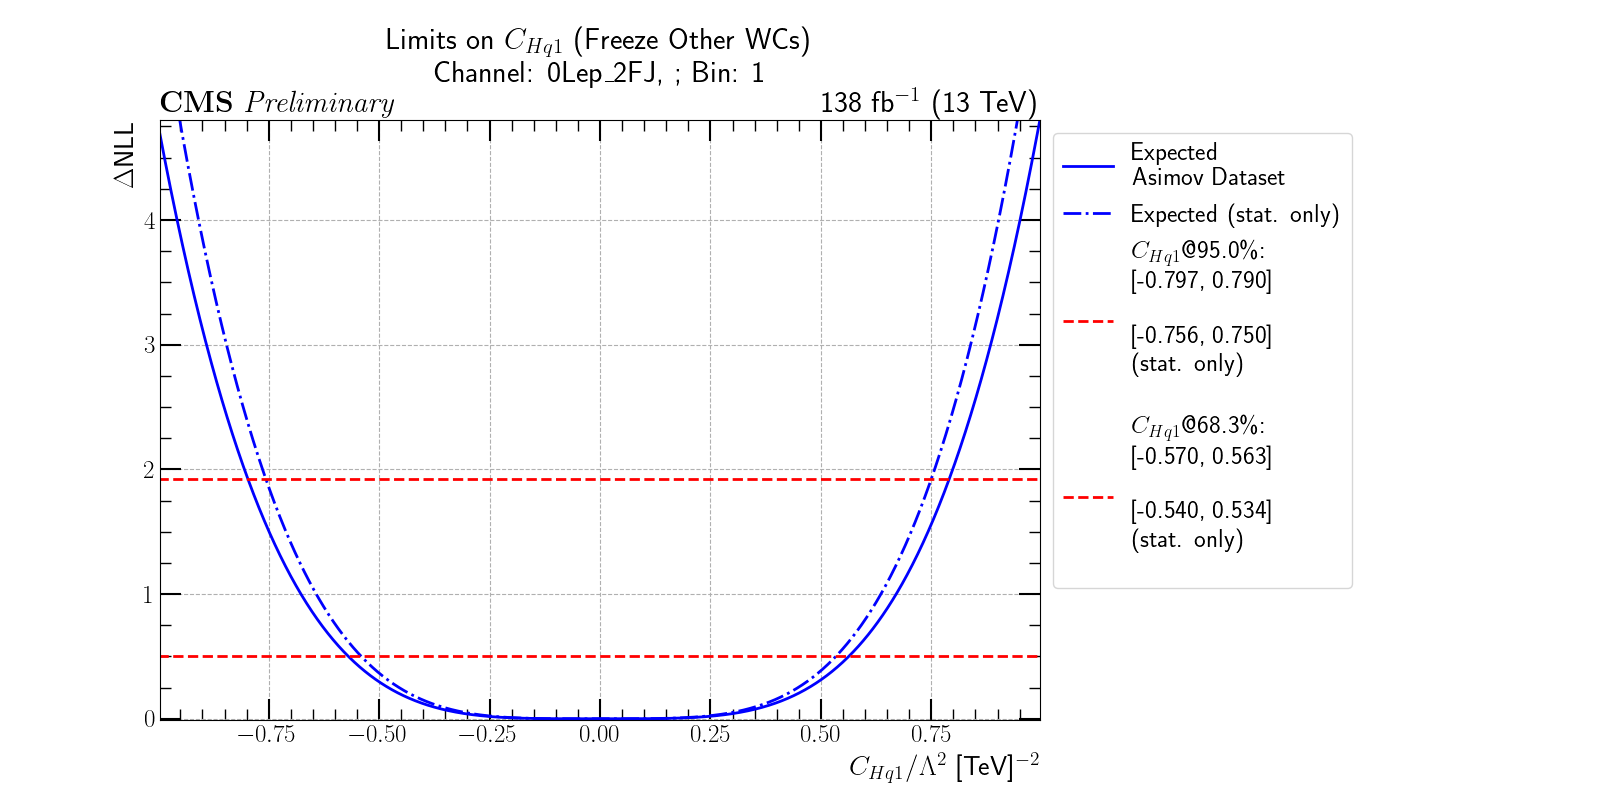 Limits on C_{Hq1} (Freeze Other WCs)
Channel: 0Lep_2FJ, ; Bin: 1
CMS Preliminary
138 fb^{-1} (13 TeV)
ΔNLL
4
3
2
1
0
−0.75
−0.50
−0.25
0.00
0.25
0.50
0.75
C_{Hq1}/Λ^2 [TeV]^{-2}
Expected
Asimov Dataset
Expected (stat. only)
C_{Hq1}@95.0%:
[-0.797, 0.790]
[-0.756, 0.750]
(stat. only)
C_{Hq1}@68.3%:
[-0.570, 0.563]
[-0.540, 0.534]
(stat. only)